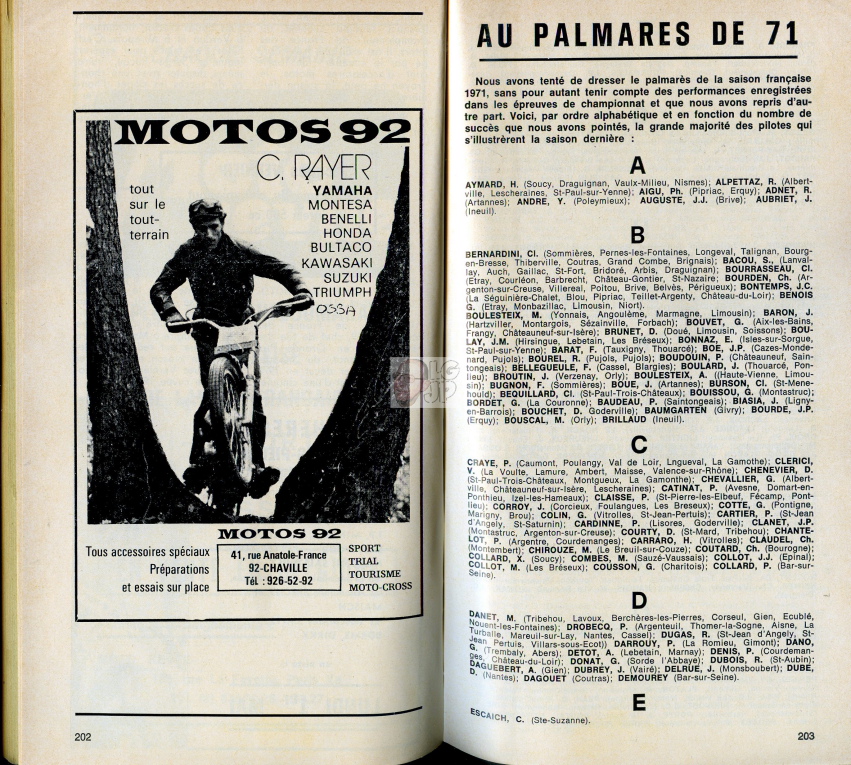 MOTOS 92
C. RAYER
tout
sur le
tout-
terrain
YAMAHA
MONTESA
BENELLI
HONDA
BULTACO
KAWASAKI
SUZUKI
TRIUMPH
OSSA
MOTOS 92
Tous accessoires spéciaux
Préparations
et essais sur place
41, rue Anatole-France
92-CHAVILLE
Tél. : 926-52-92
SPORT
TRIAL
TOURISME
MOTO-CROSS
202
AU PALMARES DE 71
Nous avons tenté de dresser le palmarès de la saison française
1971, sans pour autant tenir compte des performances enregistrées
dans les épreuves de championnat et que nous avons repris d'au-
tre part. Voici, par ordre alphabétique et en fonction du nombre de
succès que nous avons pointés, la grande majorité des pilotes qui
s'illustrèrent la saison dernière :
A
AYMARD, H. (Soucy, Draguignan, Vaulx-Milieu, Nismes); ALPETTAZ, R. (Albert-
ville, Lescheraines, St-Paul-sur-Yenne); AIGU, Ph. (Pipriac, Erquy); ADNET, R.
(Artannes); ANDRE, Y. (Poleymieux); AUGUSTE, J.J. (Brive); AUBRIET, J.
(Ineuil).
B
BERNARDINI, Cl. (Sommières, Pernes-les-Fontaines, Longeval, Talignan, Bourg-
en-Bresse, Thiberville, Coutras, Grand Combe, Brignais); BACOU, S., (Lanval-
lay, Auch, Gaillac, St-Fort, Bridoré, Arbis, Draguignan); BOURRASSEAU, Cl.
(Etray, Courléon, Barbrecht, Château-Gontier, St-Nazaire; BOURDEN, Ch. (Ar-
genton-sur-Creuse, Villereal, Poitou, Brive, Belvès, Périgueux); BONTEMPS, J.C.
(La Séguinière-Chalet, Blou, Pipriac, Teillet-Argenty, Château-du-Loir); BENOIS
G. (Etray, Monbazillac, Limousin, Niort).
BOULESTEIX, M. (Yonnais, Angoulème, Marmagne, Limousin); BARON, J.
(Hartzviller, Montargois, Sézainville, Forbach); BOUVET, G. (Aix-les-Bains,
Frangy, Châteauneuf-sur-Isère); BRUNET, D. (Doué, Limousin, Soissons); BOU-
LAY, J.M. (Hirsingue, Lebetain, Les Bréseux); BONNAZ, E. (Isles-sur-Sorgue,
St-Paul-sur-Yenne); BARAT, F. (Tauxigny, Thouarcé); BOE, J.P. (Cazes-Monde-
nard, Pujols); BOUREL, R. (Pujols, Pujols); BOUDOUIN, P. (Châteauneuf, Sain-
tongeais); BELLEGUEULE, F. (Cassel, Blargies); BOULARD, J. (Thouarcé, Pon-
lieu); BROUTIN, J. (Verzenay, Orly); BOULESTEIX, A. ((Haute-Vienne, Limou-
sin); BUGNON, F. (Sommières); BOUE, J. (Artannes); BURSON, Cl. (St-Mene-
hould); BEQUILLARD, Cl. (St-Paul-Trois-Châteaux); BOUISSOU, G. (Montastruc);
BORDET, G. (La Couronne); BAUDEAU, P. (Saintongeais); BIASIA, J. (Ligny-
en-Barrois); BOUCHET, D. Goderville); BAUMGARTEN (Givry); BOURDE, J.P.
(Erquy); BOUSCAL, M. (Orly); BRILLAUD (Ineuil).
C
CRAYE, P. (Caumont, Poulangy, Val de Loir, Lngueval, La Gamothe); CLERICI,
V. (La Voulte, Lamure, Ambert, Maisse, Valence-sur-Rhône); CHENEVIER, D.
(St-Paul-Trois-Châteaux, Montgueux, La Gamonthe); CHEVALLIER, G. (Albert-
ville, Châteauneuf-sur-Isère, Lescheraines); CATINAT, P. (Avesne, Domart-en-
Ponthieu, Izel-les-Hameaux); CLAISSE, P. (St-Pierre-les-Elbeuf, Fécamp, Pont-
lieu); CORROY, J. (Corcieux, Foulangues, Les Breseux); COTTE, G. (Pontigne,
Marigny, Brou); COLIN, G. (Vitrolles, St-Jean-Pertuis); CARTIER, P. (St-Jean
d'Angely, St-Saturnin); CARDINNE, P. (Lisores, Goderville); CLANET, J.P.
(Montastruc, Argenton-sur-Creuse); COURTY, D. (St-Mard, Tribehou); CHANTE-
LOT, P. (Argentre, Courdemanges); CARRARO, H. (Vitrolles); CLAUDEL, Ch.
(Montembert); CHIROUZE, M. (Le Breuil-sur-Couze); COUTARD, Ch. (Bourogne);
COLLARD, X. (Soucy); COMBES, M. (Sauzé-Vaussais); COLLOT, J.J. (Epinal);
COLLOT, M. (Les Bréseux); COUSSON, G. (Charitois); COLLARD, P. (Bar-sur-
Seine).
D
DANET, M. (Tribehou, Lavoux, Berchères-les-Pierres, Corseul, Gien, Ecublé,
Nouent-les-Fontaines); DROBECQ, P. (Argenteuil, Thomer-la-Sogne, Aisne, La
Turballe, Mareuil-sur-Lay, Nantes, Cassel); DUGAS, R. (St-Jean d'Angely, St-
Jean Pertuis, Villars-sous-Ecot)) DARROUY, P. (La Romieu, Gimont); DANO,
G. (Trembaly, Abers); DETOT, A. (Lebetain, Marnay); DENIS, P. (Courdeman-
ges, Château-du-Loir); DONAT, G. (Sorde l'Abbaye); DUBOIS, R. (St-Aubin);
DAGUEBERT, A. (Gien); DUBREY, J. (Vairé); DELRUE, J. (Monsboubert); DUBE,
D. (Nantes); DAGOUET (Coutras); DEMOUREY (Bar-sur-Seine).
E
ESCAICH, C. (Ste-Suzanne).
203